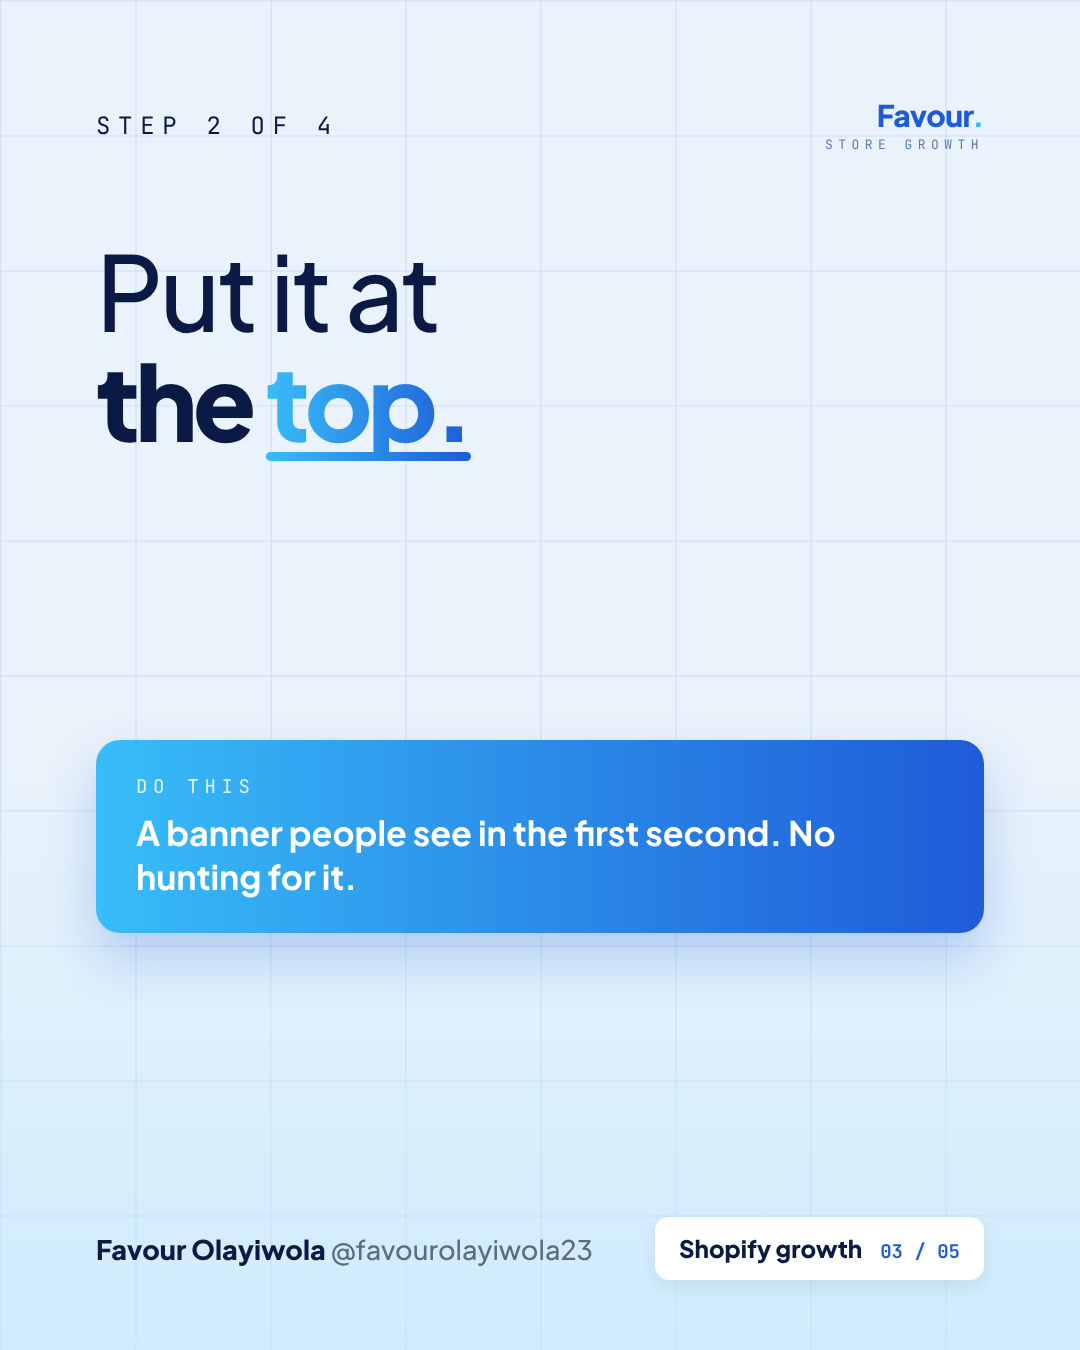 STEP 2 OF 4
Favour.
STORE GROWTH
Put it at
the top.
DO THIS
A banner people see in the first second. No
hunting for it.
Favour Olayiwola @favourolayiwola23
Shopify growth 03 / 05